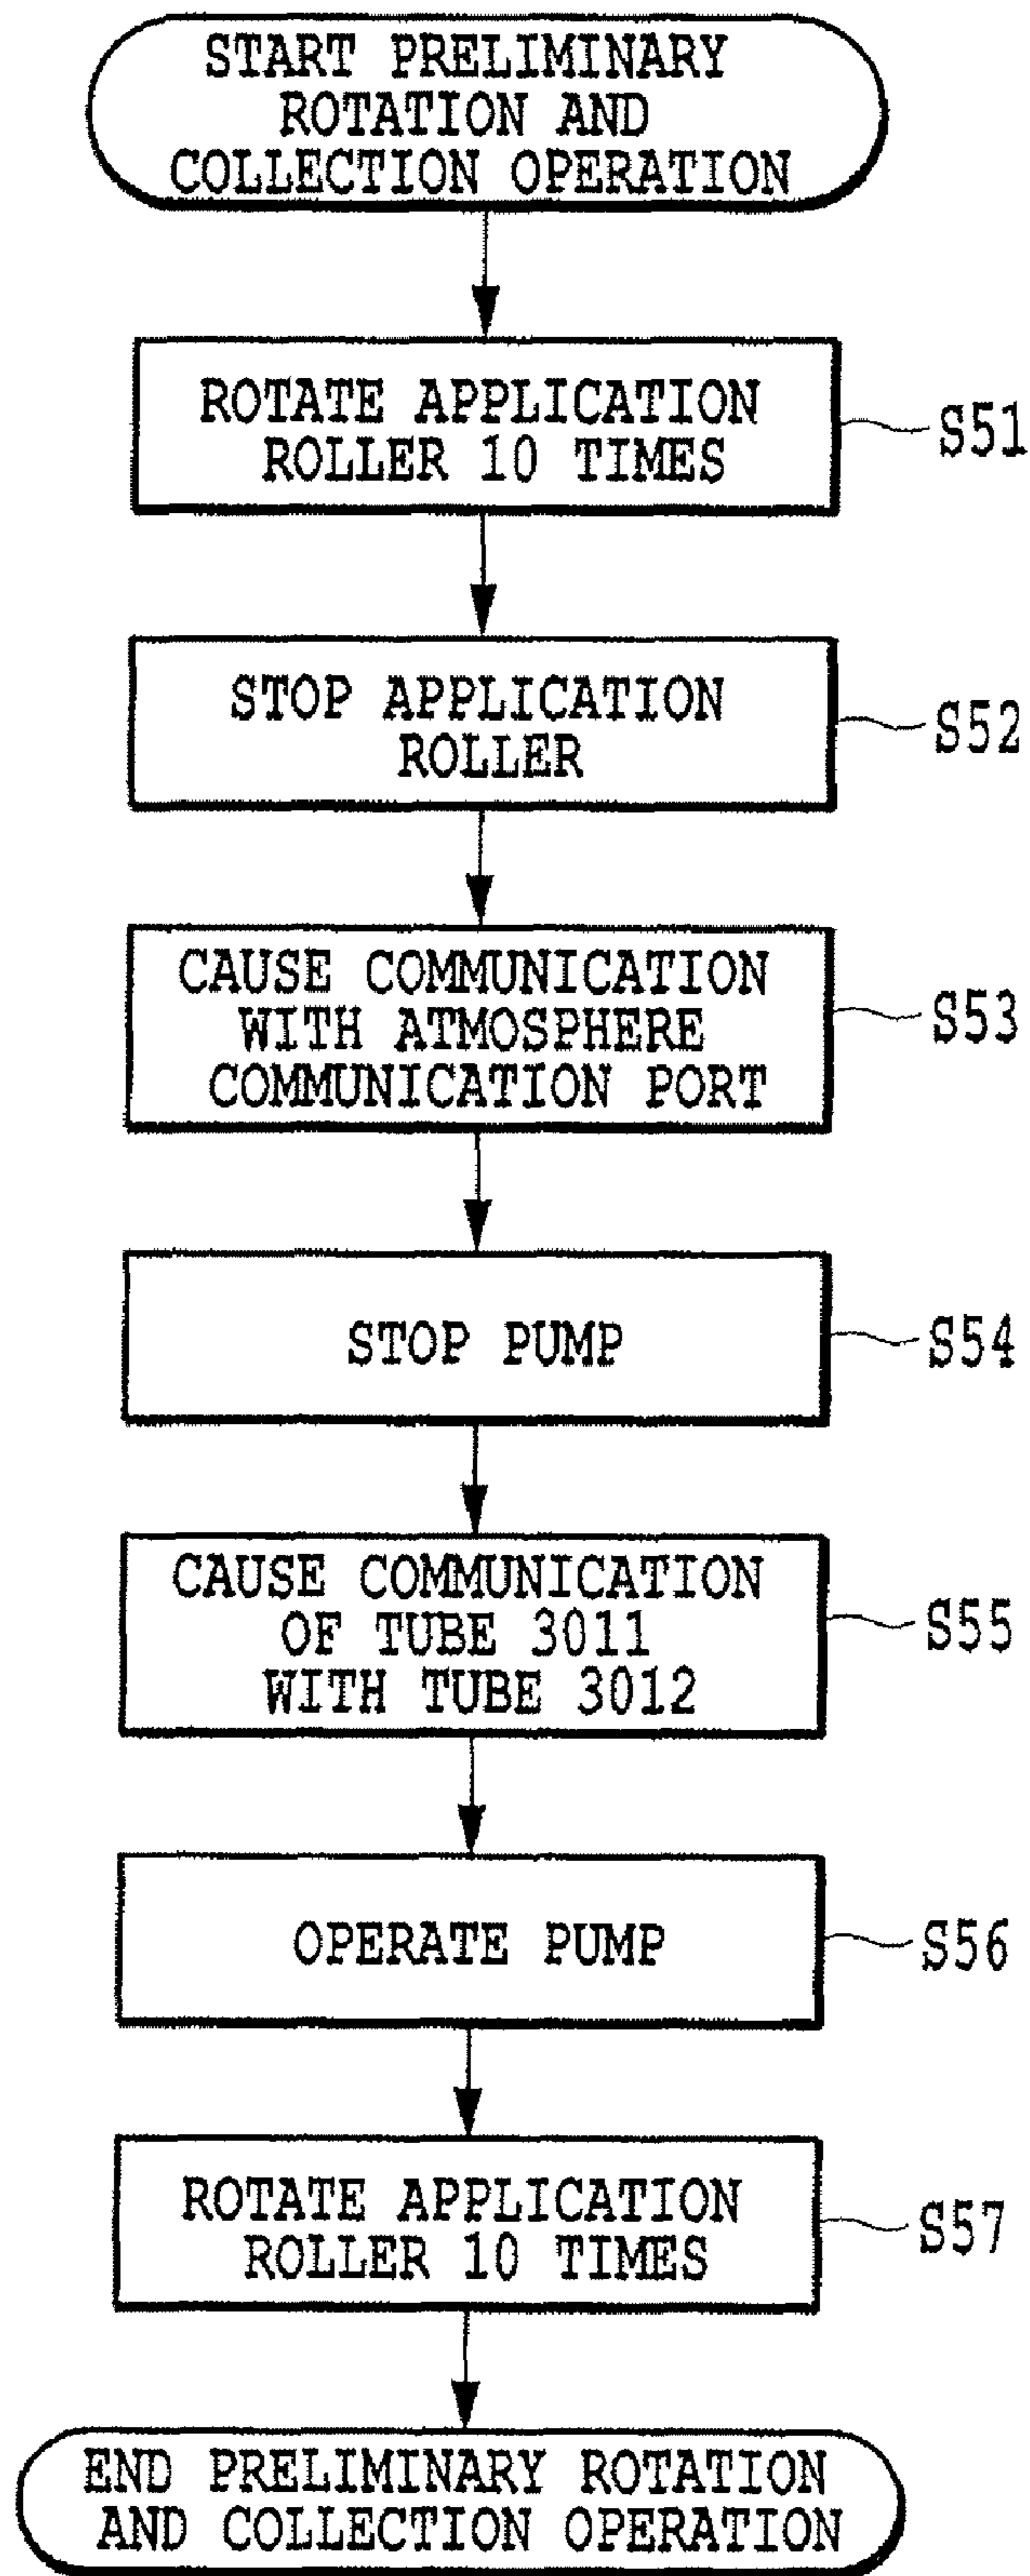 START PRELIMINARY
ROTATION AND
COLLECTION OPERATION
ROTATE APPLICATION
ROLLER 10 TIMES
S51
STOP APPLICATION
ROLLER
S52
CAUSE COMMUNICATION
WITH ATMOSPHERE
COMMUNICATION PORT
S53
STOP PUMP
S54
CAUSE COMMUNICATION
OF TUBE 3011
WITH TUBE 3012
S55
OPERATE PUMP
S56
ROTATE APPLICATION
ROLLER 10 TIMES
S57
END PRELIMINARY ROTATION
AND COLLECTION OPERATION